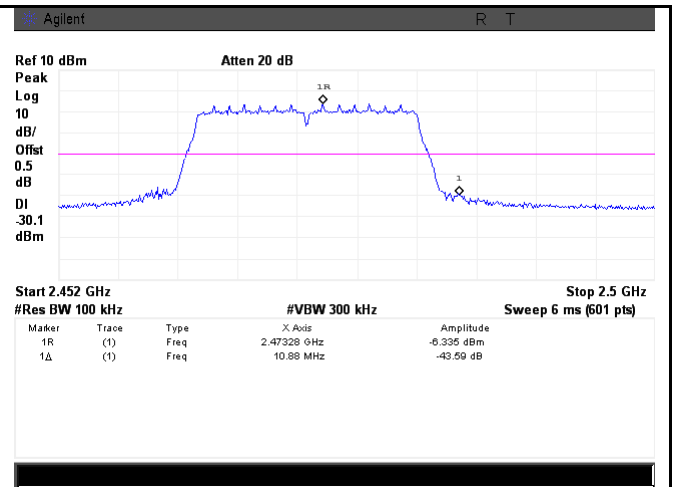 Agilent R T
Ref 10 dBm Atten 20 dB
Peak
Log
10
dB/
Offst
0.5
dB
DI
-30.1
dBm
1R
1
Start 2.452 GHz Stop 2.5 GHz
#Res BW 100 kHz #VBW 300 kHz Sweep 6 ms (601 pts)
Marker Trace Type X Axis Amplitude
1R (1) Freq 2.47328 GHz -6.335 dBm
1Δ (1) Freq 10.88 MHz -43.59 dB